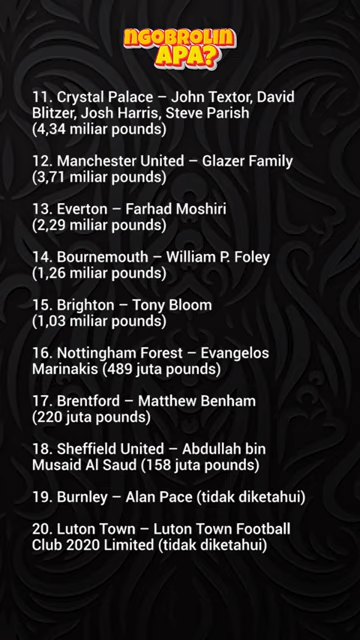 NGOBROLIN
APA?
11. Crystal Palace – John Textor, David
Blitzer, Josh Harris, Steve Parish
(4,34 miliar pounds)
12. Manchester United – Glazer Family
(3,71 miliar pounds)
13. Everton – Farhad Moshiri
(2,29 miliar pounds)
14. Bournemouth – William P. Foley
(1,26 miliar pounds)
15. Brighton – Tony Bloom
(1,03 miliar pounds)
16. Nottingham Forest – Evangelos
Marinakis (489 juta pounds)
17. Brentford – Matthew Benham
(220 juta pounds)
18. Sheffield United – Abdullah bin
Musaid Al Saud (158 juta pounds)
19. Burnley – Alan Pace (tidak diketahui)
20. Luton Town – Luton Town Football
Club 2020 Limited (tidak diketahui)